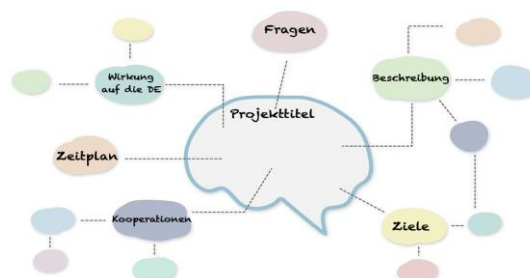 Fragen
Wirkung
auf die DE
Beschreibung
Projekttitel
Zeitplan
Kooperationen
Ziele